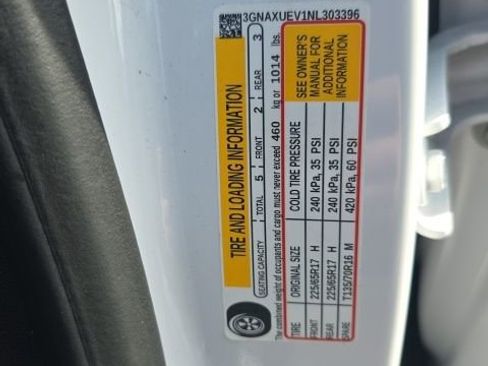 3GNAXUEV1NL303396
TIRE AND LOADING INFORMATION
SEATING CAPACITY TOTAL 5 FRONT 2 REAR 3
The combined weight of occupants and cargo must never exceed 460 kg or 1014 lbs.
TIRE ORIGINAL SIZE COLD TIRE PRESSURE
FRONT 225/65R17 H 240 kPa, 35 PSI
REAR 225/65R17 H 240 kPa, 35 PSI
SPARE T135/70R16 M 420 kPa, 60 PSI
SEE OWNER'S
MANUAL FOR
ADDITIONAL
INFORMATION